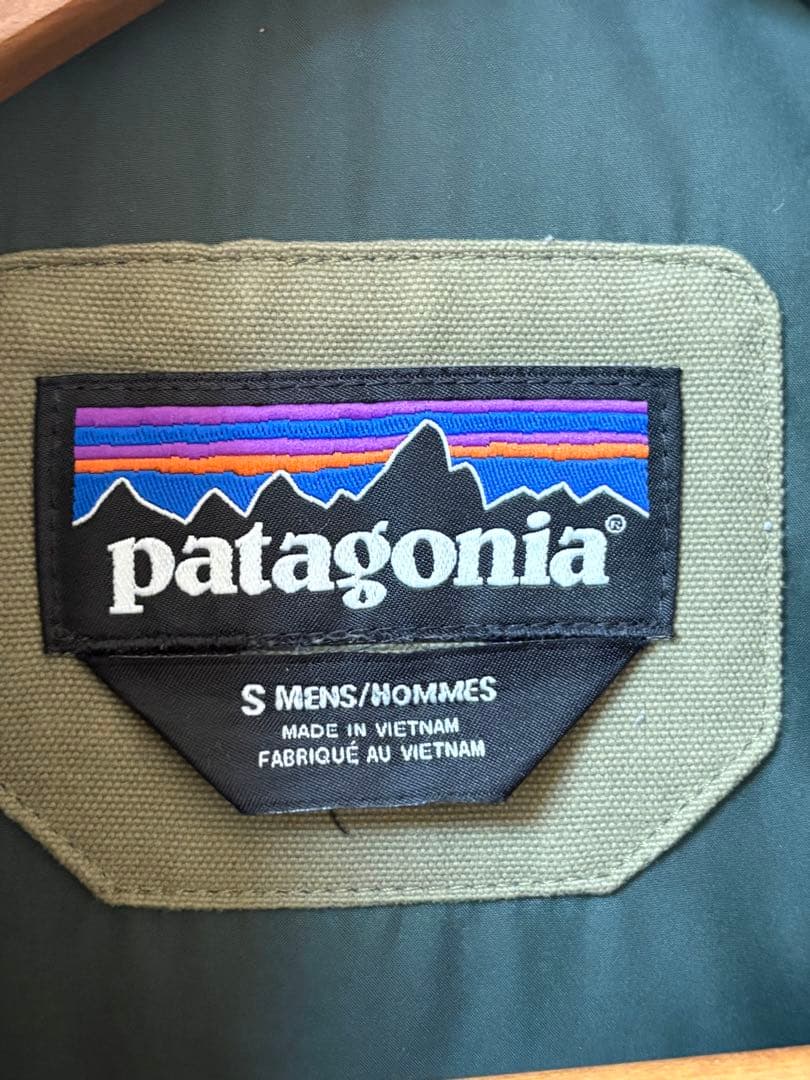 patagonia®
S MENS/HOMMES
MADE IN VIETNAM
FABRIQUÉ AU VIETNAM